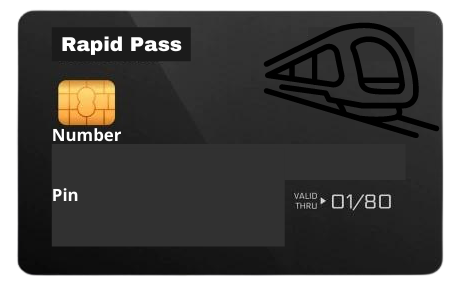 Rapid Pass
Number
Pin
VALID
THRU ▶ 01/80